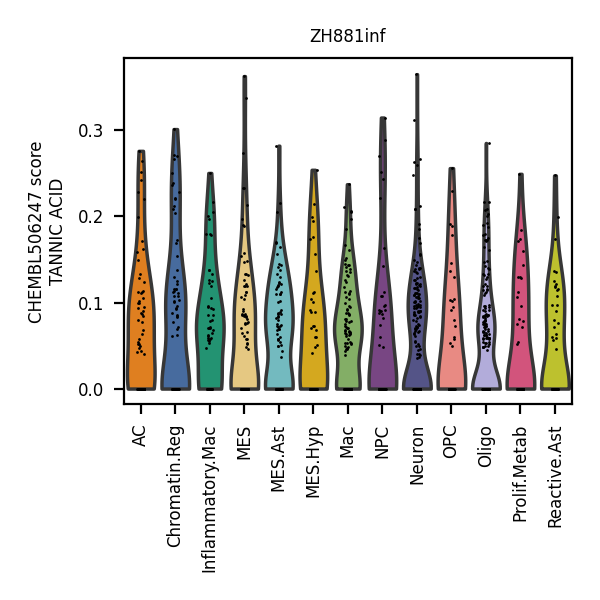 ZH881inf
CHEMBL506247 score
TANNIC ACID
0.3
0.2
0.1
0.0
AC
Chromatin.Reg
Inflammatory.Mac
MES
MES.Ast
MES.Hyp
Mac
NPC
Neuron
OPC
Oligo
Prolif.Metab
Reactive.Ast